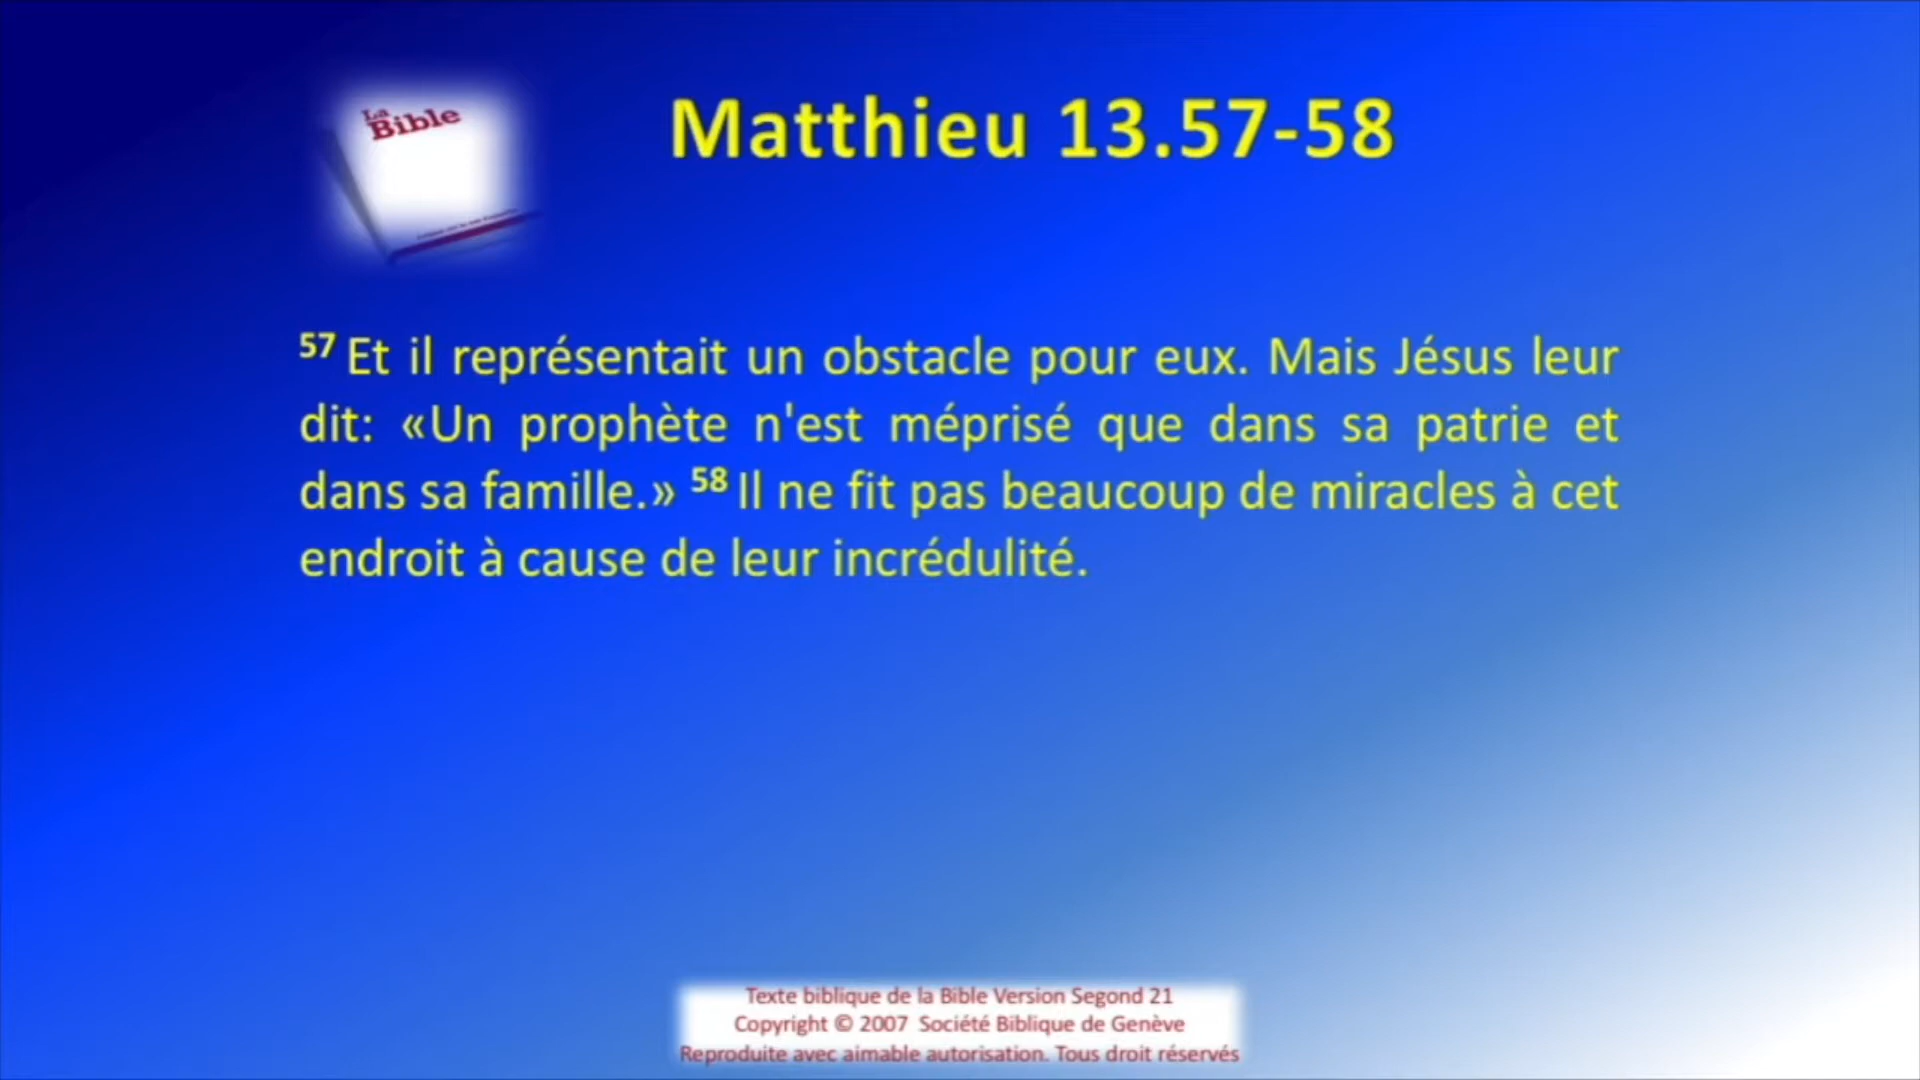 La
Bible
Matthieu 13.57-58
57 Et il représentait un obstacle pour eux. Mais Jésus leur
dit: «Un prophète n'est méprisé que dans sa patrie et
dans sa famille.» 58 Il ne fit pas beaucoup de miracles à cet
endroit à cause de leur incrédulité.
Texte biblique de la Bible Version Segond 21
Copyright © 2007 Société Biblique de Genève
Reproduite avec aimable autorisation. Tous droit réservés